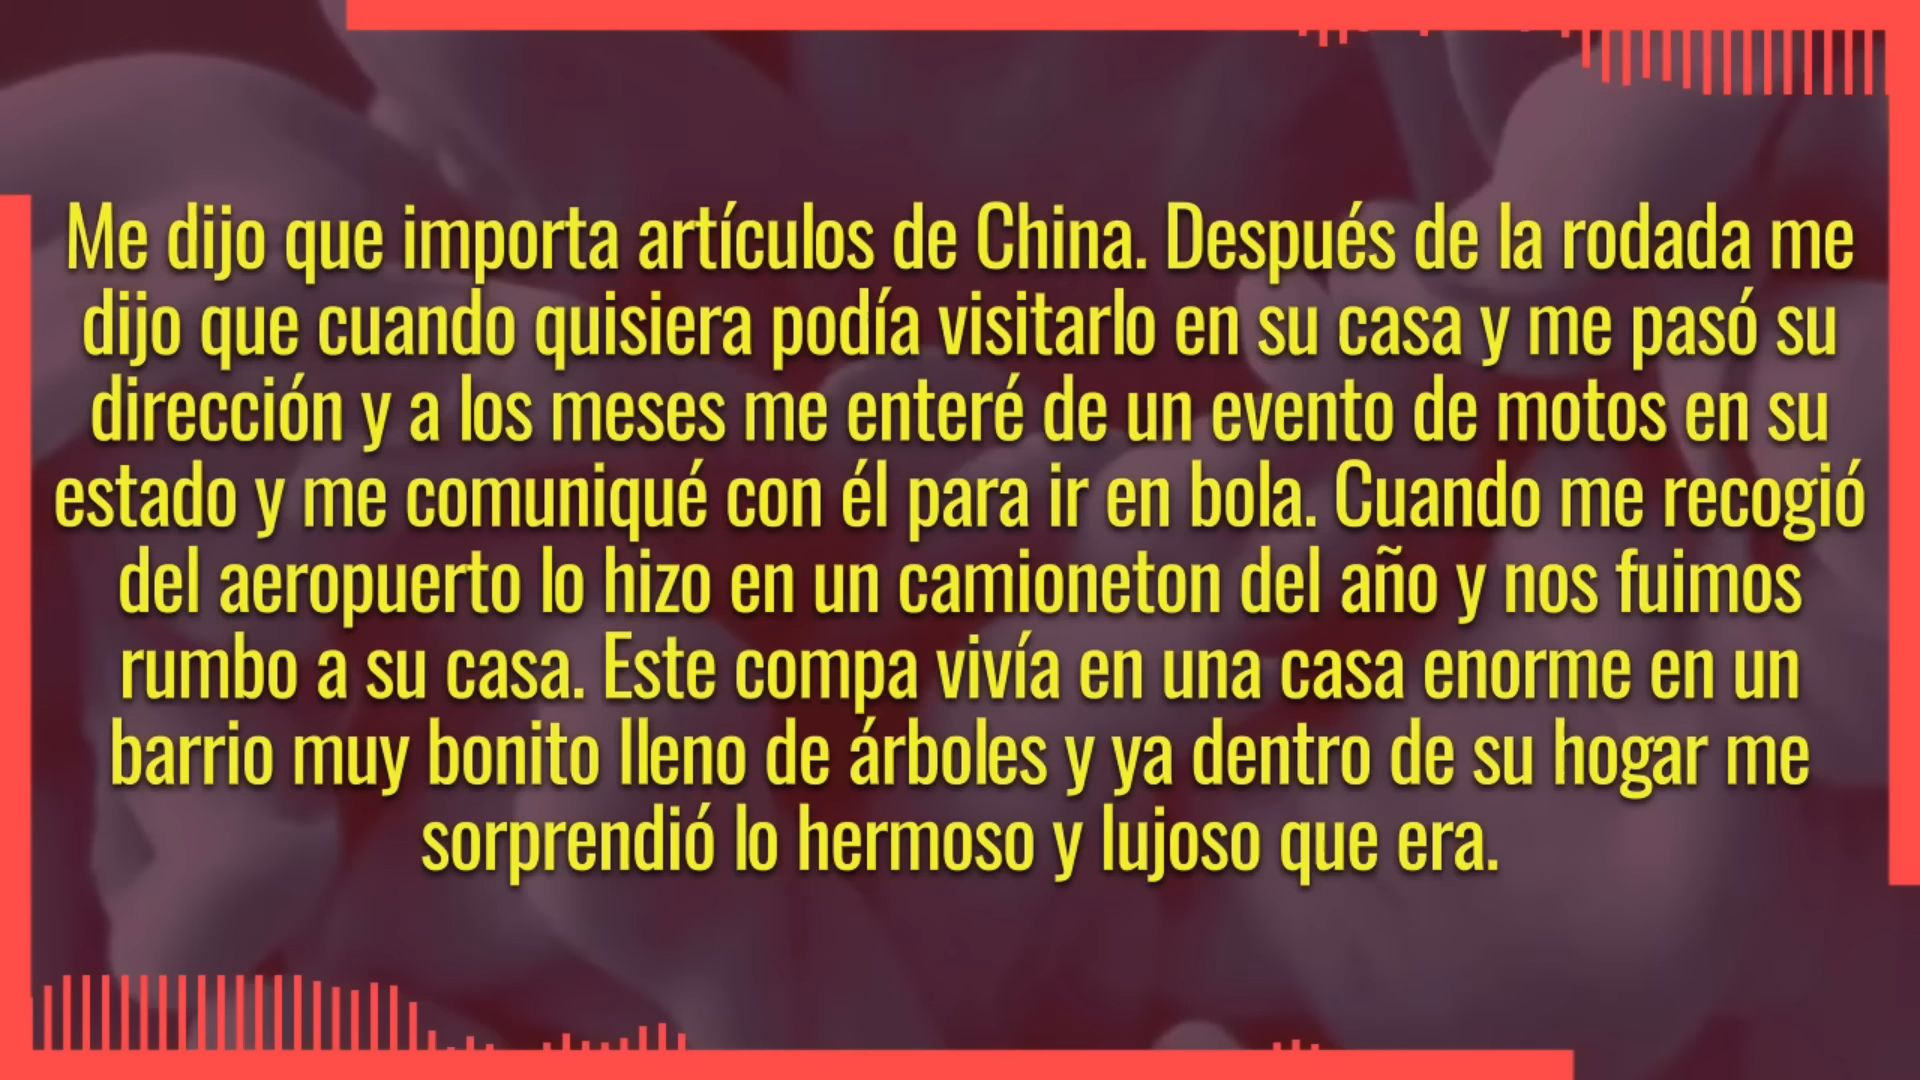 Me dijo que importa artículos de China. Después de la rodada me
dijo que cuando quisiera podía visitarlo en su casa y me pasó su
dirección y a los meses me enteré de un evento de motos en su
estado y me comuniqué con él para ir en bola. Cuando me recogió
del aeropuerto lo hizo en un camioneton del año y nos fuimos
rumbo a su casa. Este compa vivía en una casa enorme en un
barrio muy bonito lleno de árboles y ya dentro de su hogar me
sorprendió lo hermoso y lujoso que era.